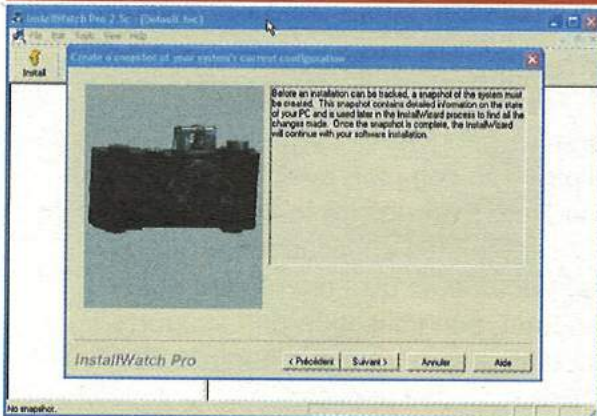 InstallWatch Pro 2.5c - [Default.iwc]
File Edit Tools View Help
Install
Create a snapshot of your system's current configuration
Before an installation can be tracked, a snapshot of the system must
be created. This snapshot contains detailed information on the state
of your PC and is used later in the InstallWizard process to find all the
changes made. Once the snapshot is complete, the InstallWizard
will continue with your software installation.
InstallWatch Pro
< Précédent
Suivant >
Annuler
Aide
No snapshot.